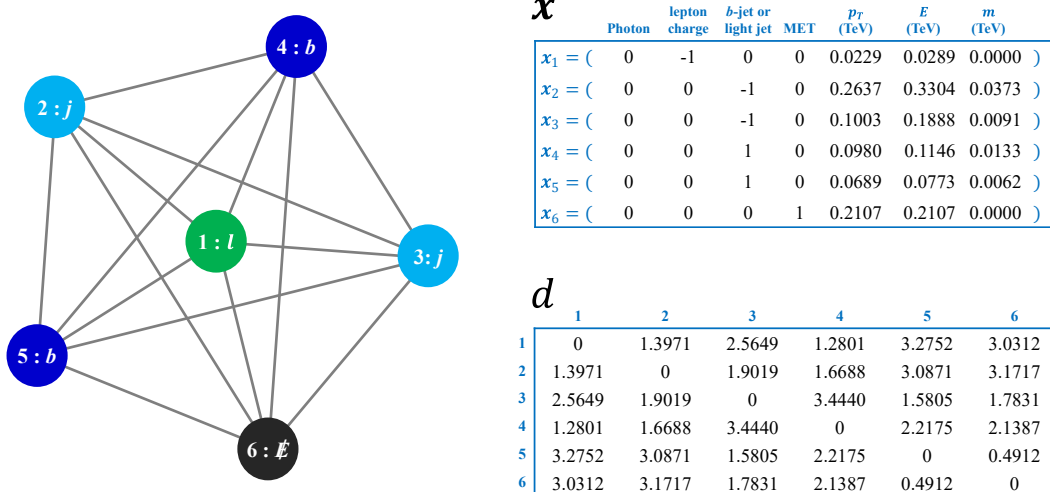 4 : b
2 : j
1 : l
3: j
5 : b
6 : E̸
x
Photon lepton charge b-jet or light jet MET p_T (TeV) E (TeV) m (TeV)
x₁ = ( 0 -1 0 0 0.0229 0.0289 0.0000 )
x₂ = ( 0 0 -1 0 0.2637 0.3304 0.0373 )
x₃ = ( 0 0 -1 0 0.1003 0.1888 0.0091 )
x₄ = ( 0 0 1 0 0.0980 0.1146 0.0133 )
x₅ = ( 0 0 1 0 0.0689 0.0773 0.0062 )
x₆ = ( 0 0 0 1 0.2107 0.2107 0.0000 )
d
1 2 3 4 5 6
1 0 1.3971 2.5649 1.2801 3.2752 3.0312
2 1.3971 0 1.9019 1.6688 3.0871 3.1717
3 2.5649 1.9019 0 3.4440 1.5805 1.7831
4 1.2801 1.6688 3.4440 0 2.2175 2.1387
5 3.2752 3.0871 1.5805 2.2175 0 0.4912
6 3.0312 3.1717 1.7831 2.1387 0.4912 0